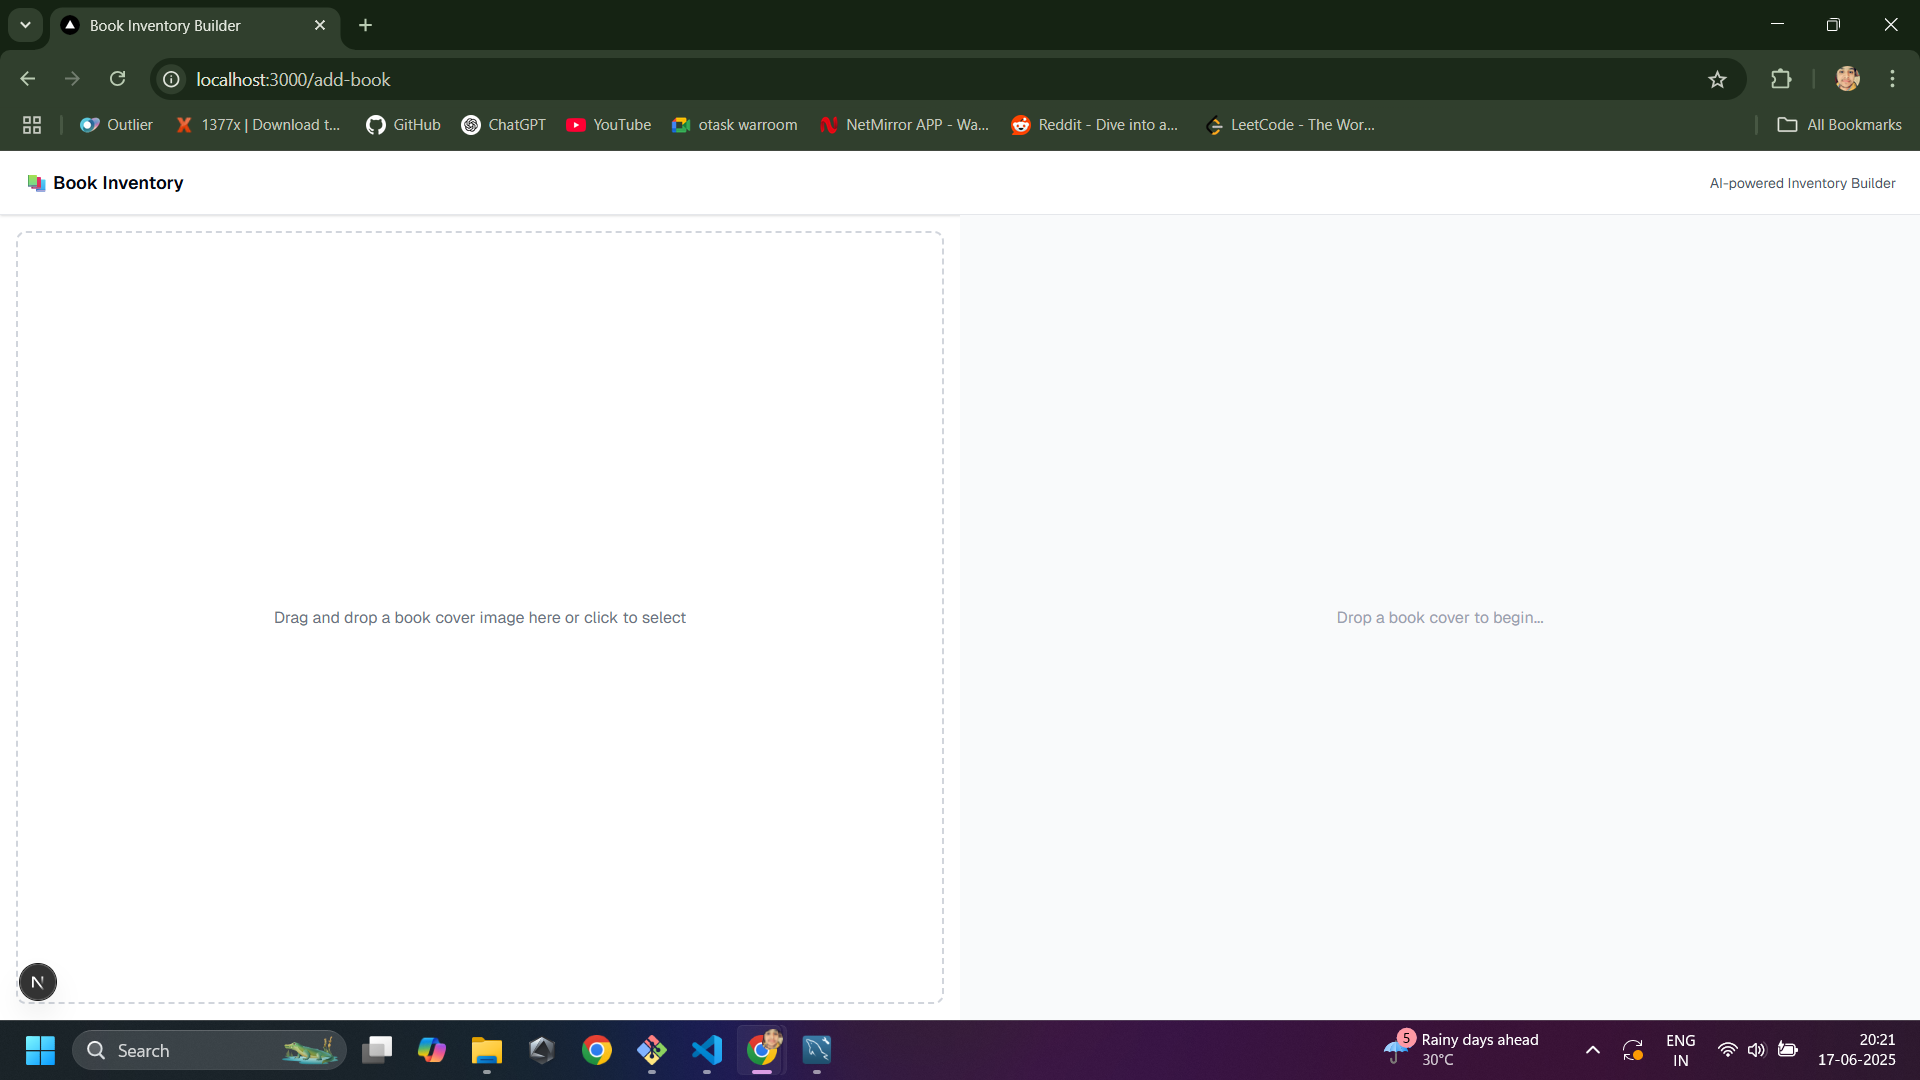 Book Inventory Builder
localhost:3000/add-book
Outlier
1377x | Download t...
GitHub
ChatGPT
YouTube
otask warroom
NetMirror APP - Wa...
Reddit - Dive into a...
LeetCode - The Wor...
All Bookmarks
Book Inventory
AI-powered Inventory Builder
Drag and drop a book cover image here or click to select
Drop a book cover to begin...
N
Search
5
Rainy days ahead
30°C
ENG
IN
20:21
17-06-2025